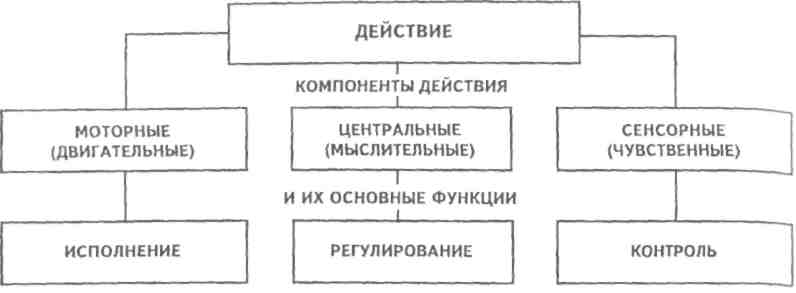 ДЕЙСТВИЕ
КОМПОНЕНТЫ ДЕЙСТВИЯ
МОТОРНЫЕ
(ДВИГАТЕЛЬНЫЕ)
ЦЕНТРАЛЬНЫЕ
(МЫСЛИТЕЛЬНЫЕ)
СЕНСОРНЫЕ
(ЧУВСТВЕННЫЕ)
И ИХ ОСНОВНЫЕ ФУНКЦИИ
ИСПОЛНЕНИЕ
РЕГУЛИРОВАНИЕ
КОНТРОЛЬ